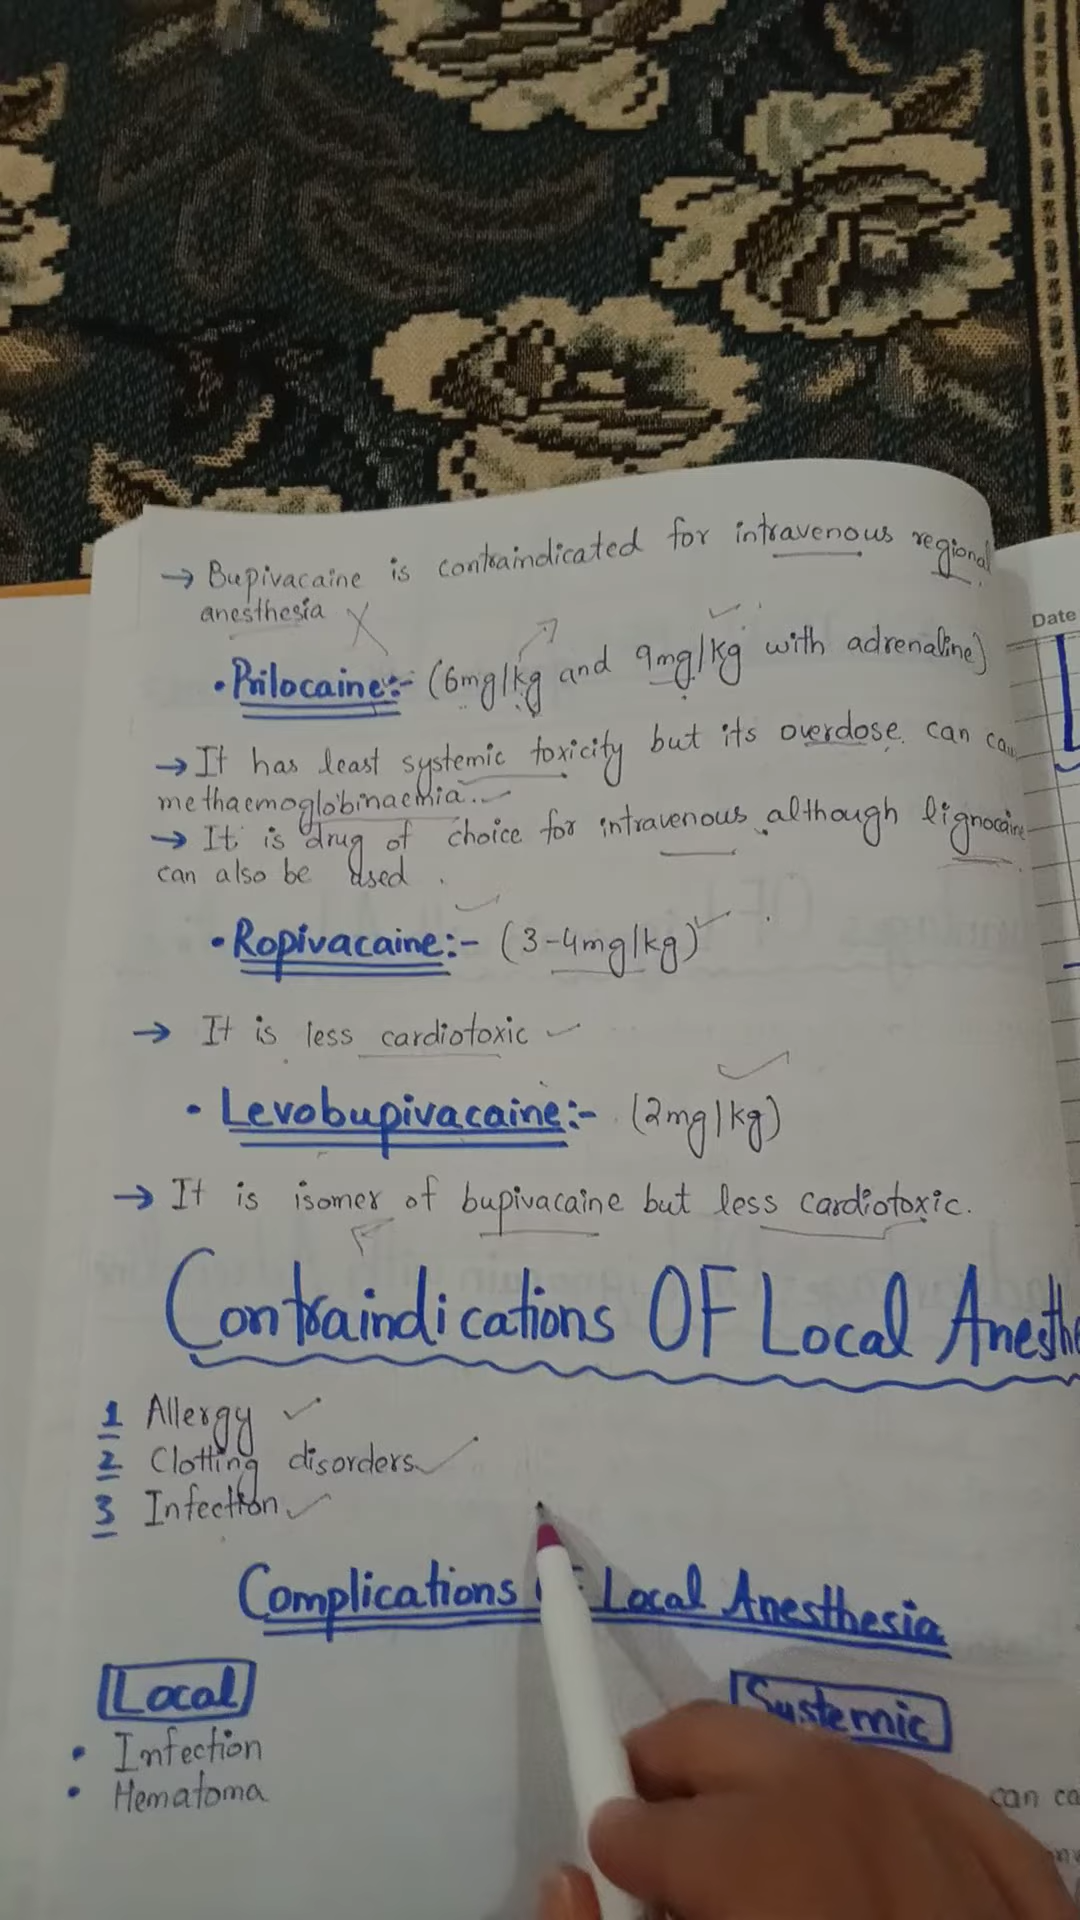 → Bupivacaine is contraindicated for intravenous regional
anesthesia
Date
• Prilocaine:- (6mg/kg and 9mg/kg with adrenaline)
→ It has least systemic toxicity but its overdose can
methaemoglobinaemia.
→ It is drug of choice for intravenous although lignocaine
can also be used.
• Ropivacaine:- (3-4mg/kg)
→ It is less cardiotoxic
• Levobupivacaine:- (2mg/kg)
→ It is isomer of bupivacaine but less cardiotoxic.
Contraindications OF Local
1 Allergy
2 Clotting disorders
3 Infection
Complications Local Anesthesia
Local
Systemic
• Infection
• Hematoma
can